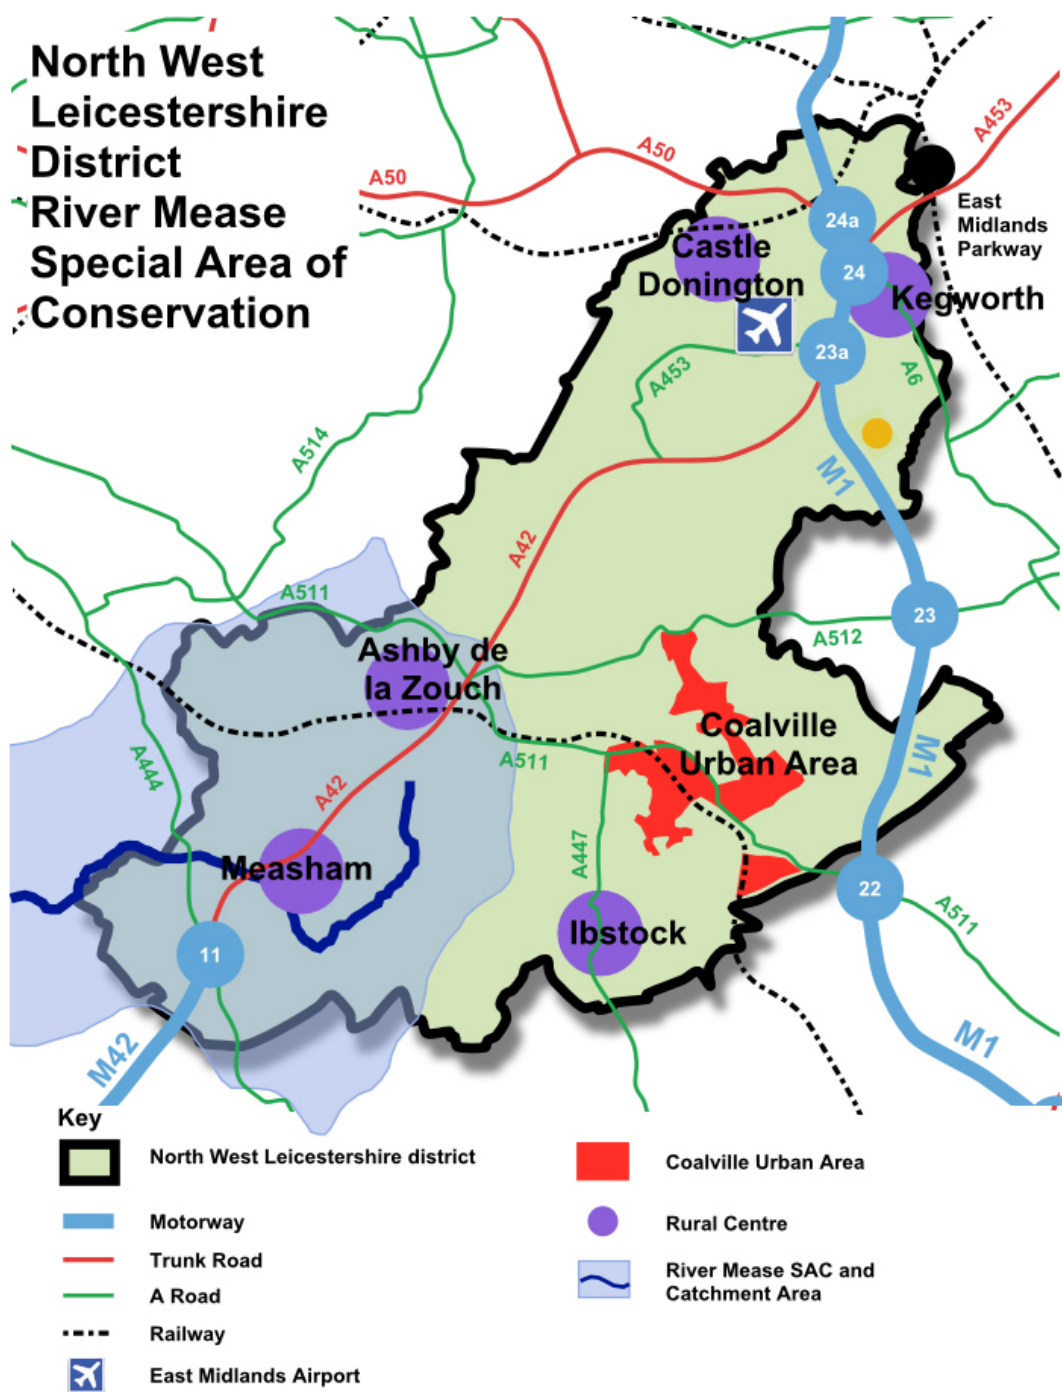 North West
Leicestershire
District
River Mease
Special Area of
Conservation
A50
A50
A453
24a
East
Midlands
Parkway
Castle
Donington
24
Kegworth
23a
A453
A6
A514
M1
A42
A511
23
A512
Ashby de
la Zouch
Coalville
Urban Area
A444
A511
M1
A42
A447
Measham
22
A511
Ibstock
11
M42
M1
Key
North West Leicestershire district
Motorway
Trunk Road
A Road
Railway
East Midlands Airport
Coalville Urban Area
Rural Centre
River Mease SAC and
Catchment Area